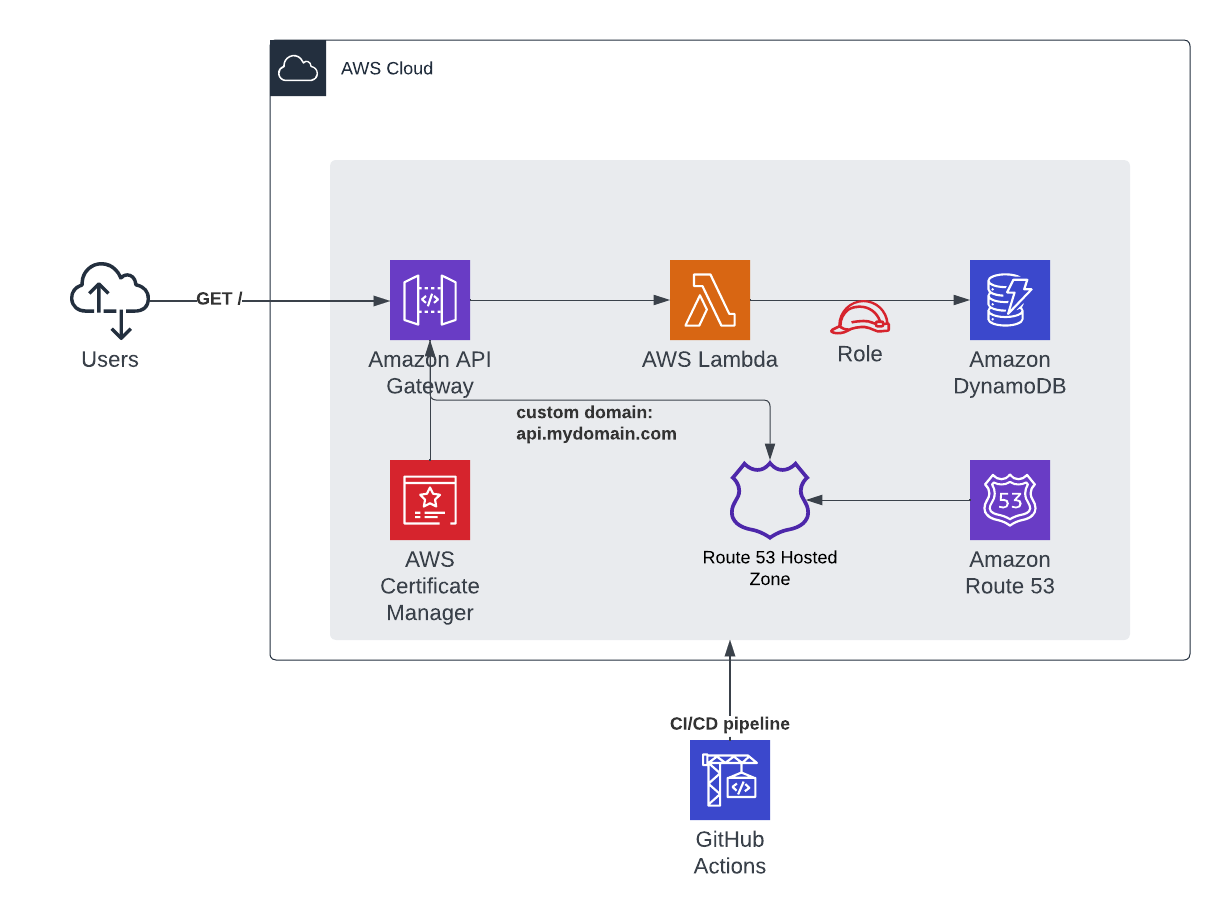 AWS Cloud
GET /
Users
Amazon API
Gateway
</>
AWS Lambda
Role
Amazon
DynamoDB
custom domain:
api.mydomain.com
AWS
Certificate
Manager
Route 53 Hosted
Zone
53
Amazon
Route 53
CI/CD pipeline
</>
GitHub
Actions